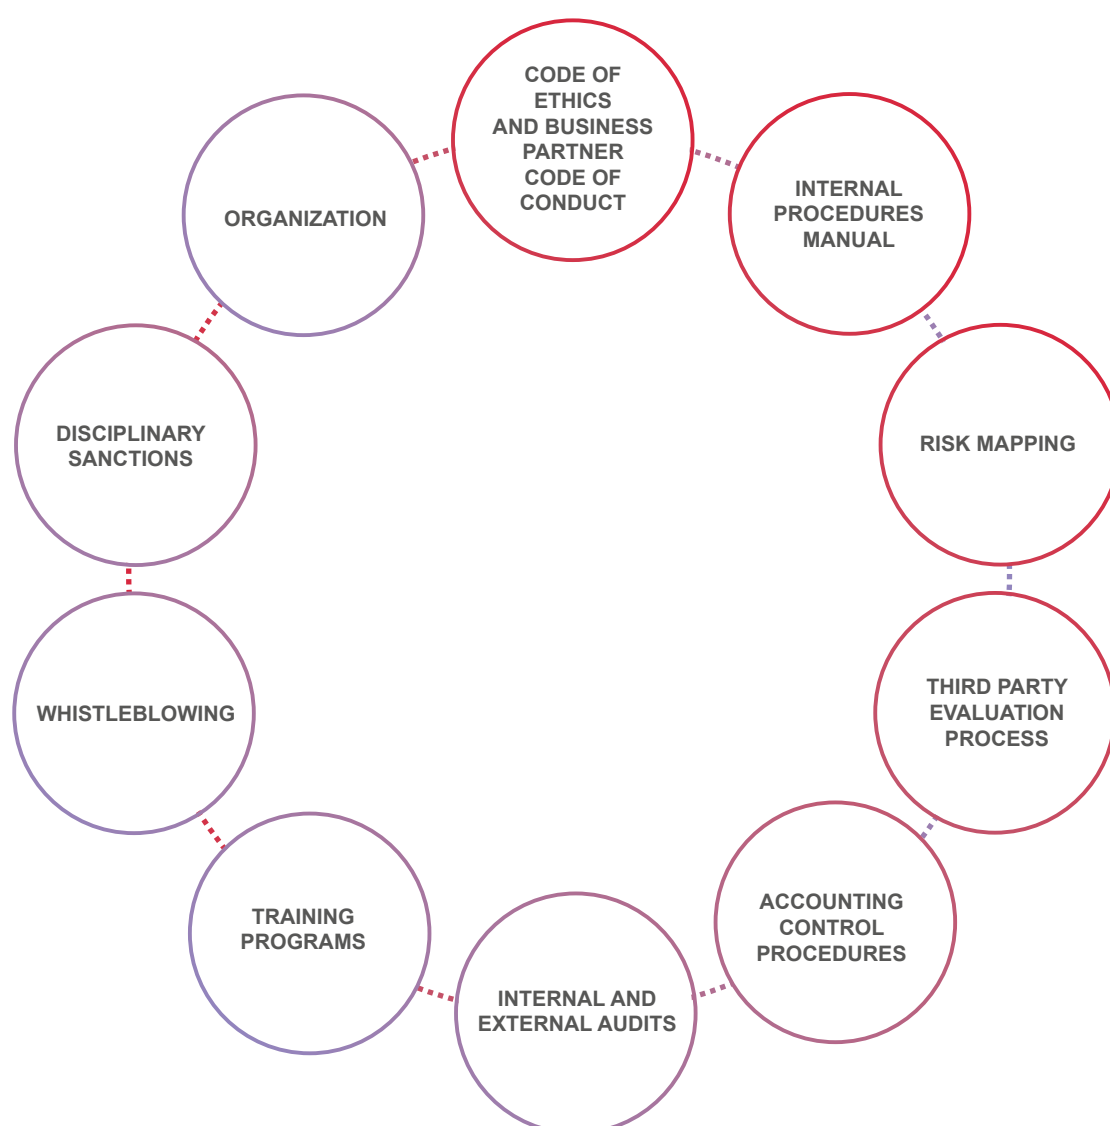 CODE OF
ETHICS
AND BUSINESS
PARTNER
CODE OF
CONDUCT
INTERNAL
PROCEDURES
MANUAL
RISK MAPPING
THIRD PARTY
EVALUATION
PROCESS
ACCOUNTING
CONTROL
PROCEDURES
INTERNAL AND
EXTERNAL AUDITS
TRAINING
PROGRAMS
WHISTLEBLOWING
DISCIPLINARY
SANCTIONS
ORGANIZATION